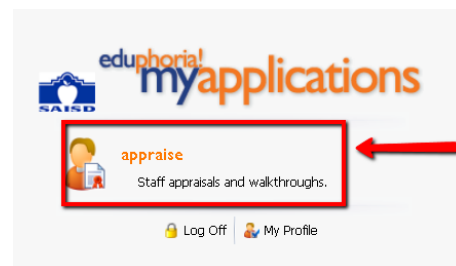 eduphoria!
myapplications
SAISD
appraise
Staff appraisals and walkthroughs.
Log Off My Profile